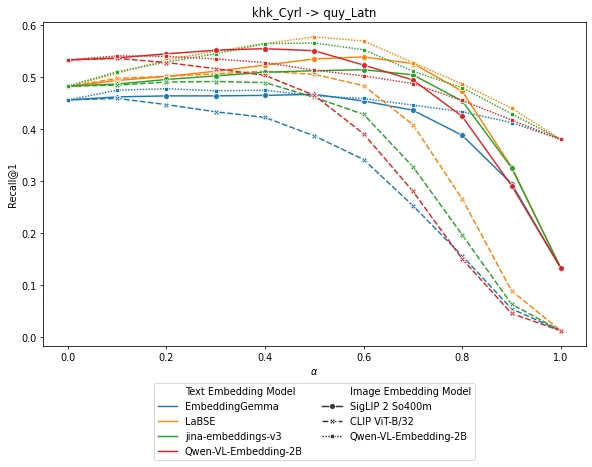 khk_Cyrl -> quy_Latn
Recall@1
0.6
0.5
0.4
0.3
0.2
0.1
0.0
0.0 0.2 0.4 0.6 0.8 1.0
α
Text Embedding Model
EmbeddingGemma
LaBSE
jina-embeddings-v3
Qwen-VL-Embedding-2B
Image Embedding Model
SigLIP 2 So400m
CLIP ViT-B/32
Qwen-VL-Embedding-2B